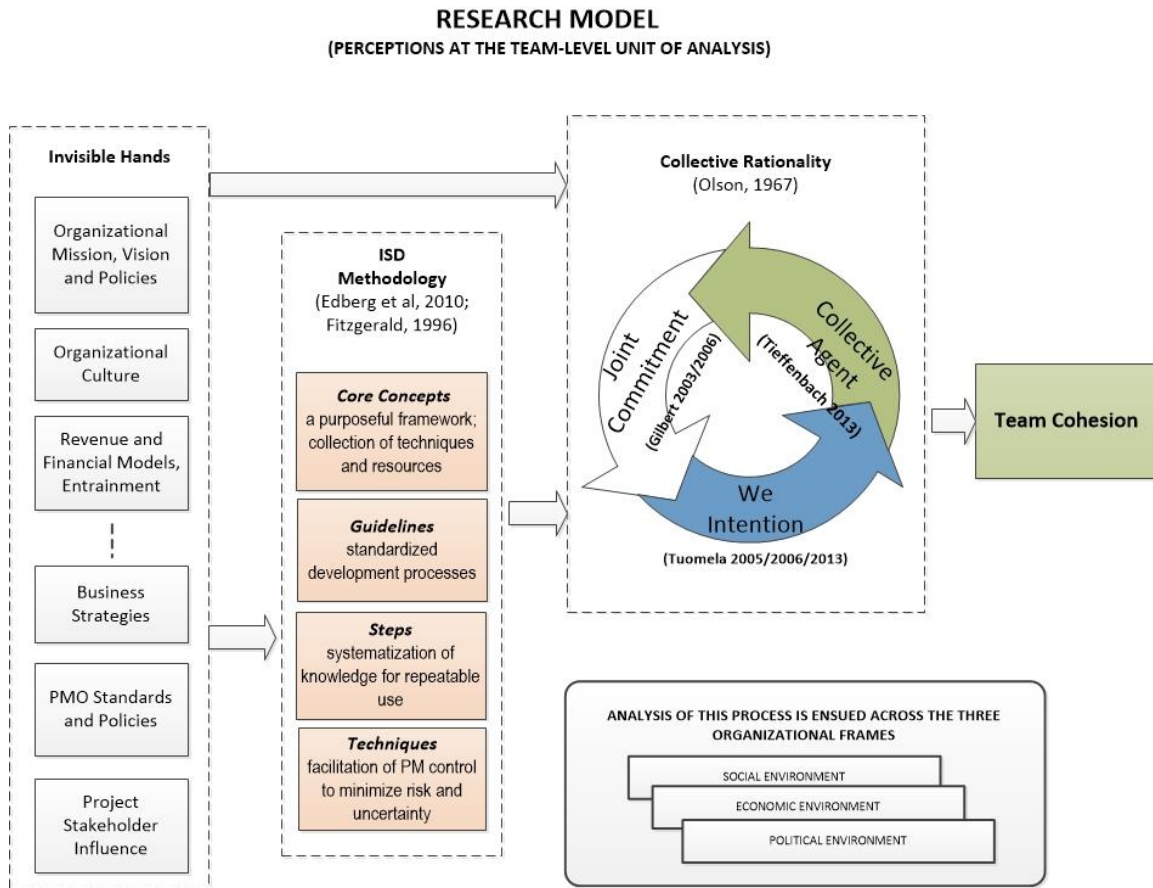 RESEARCH MODEL
(PERCEPTIONS AT THE TEAM-LEVEL UNIT OF ANALYSIS)
Invisible Hands
Organizational
Mission, Vision
and Policies
Organizational
Culture
Revenue and
Financial Models,
Entrainment
Business
Strategies
PMO Standards
and Policies
Project
Stakeholder
Influence
ISD
Methodology
(Edberg et al, 2010;
Fitzgerald, 1996)
Core Concepts
a purposeful framework;
collection of techniques
and resources
Guidelines
standardized
development processes
Steps
systematization of
knowledge for repeatable
use
Techniques
facilitation of PM control
to minimize risk and
uncertainty
Collective Rationality
(Olson, 1967)
Joint
Commitment
(Gilbert 2003/2006)
Collective
Agent
(Tieffenbach 2013)
We
Intention
(Tuomela 2005/2006/2013)
Team Cohesion
ANALYSIS OF THIS PROCESS IS ENSUED ACROSS THE THREE
ORGANIZATIONAL FRAMES
SOCIAL ENVIRONMENT
ECONOMIC ENVIRONMENT
POLITICAL ENVIRONMENT